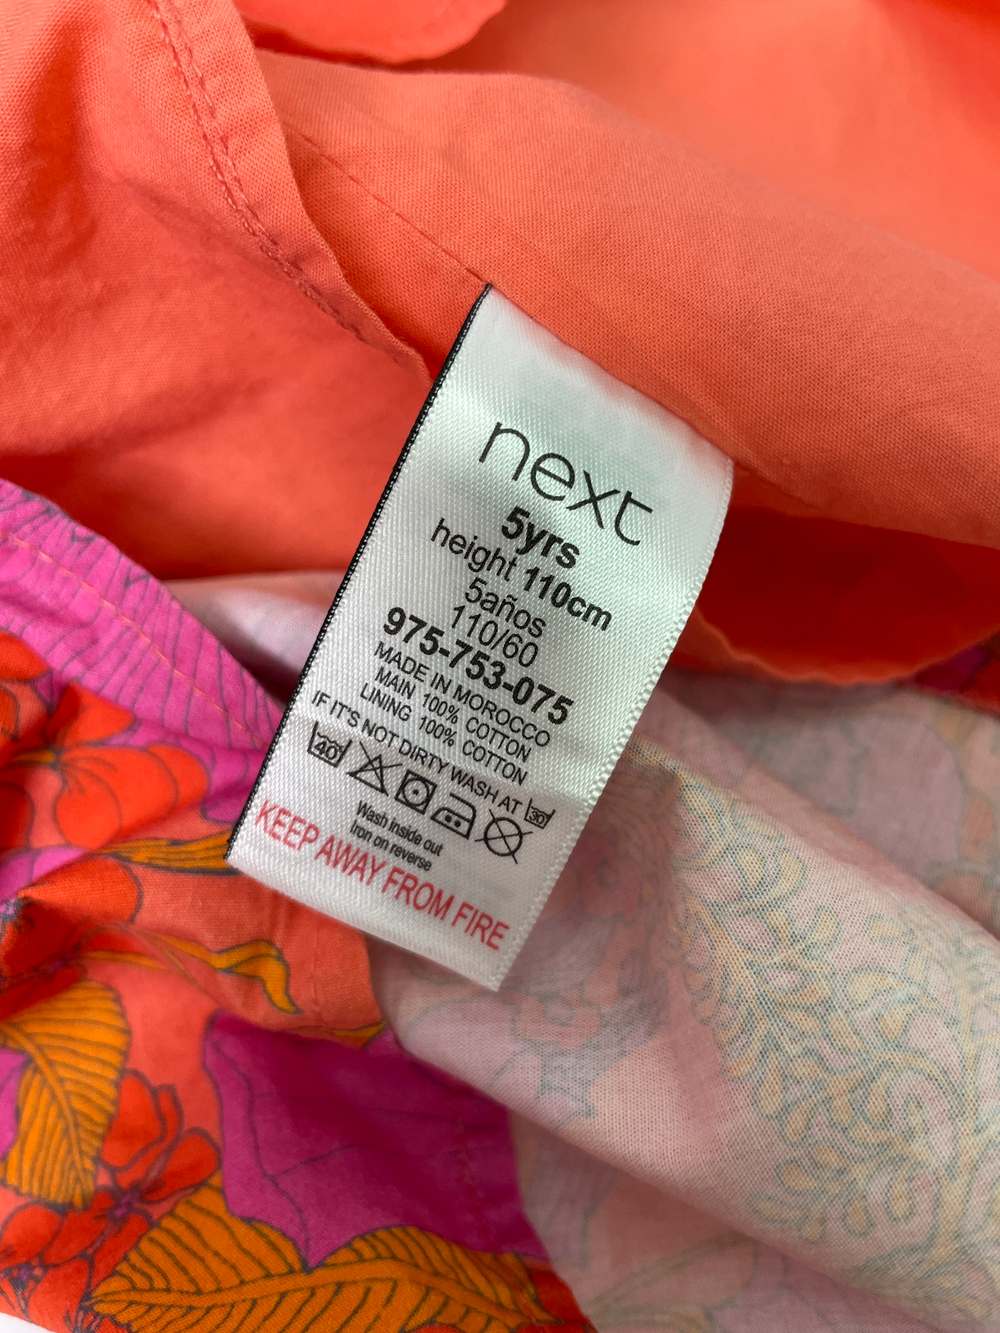 next
5yrs
height 110cm
5años
110/60
975-753-075
MADE IN MOROCCO
MAIN 100% COTTON
LINING 100% COTTON
IF IT'S NOT DIRTY WASH AT 30°
40°
Wash inside out
Iron on reverse
KEEP AWAY FROM FIRE